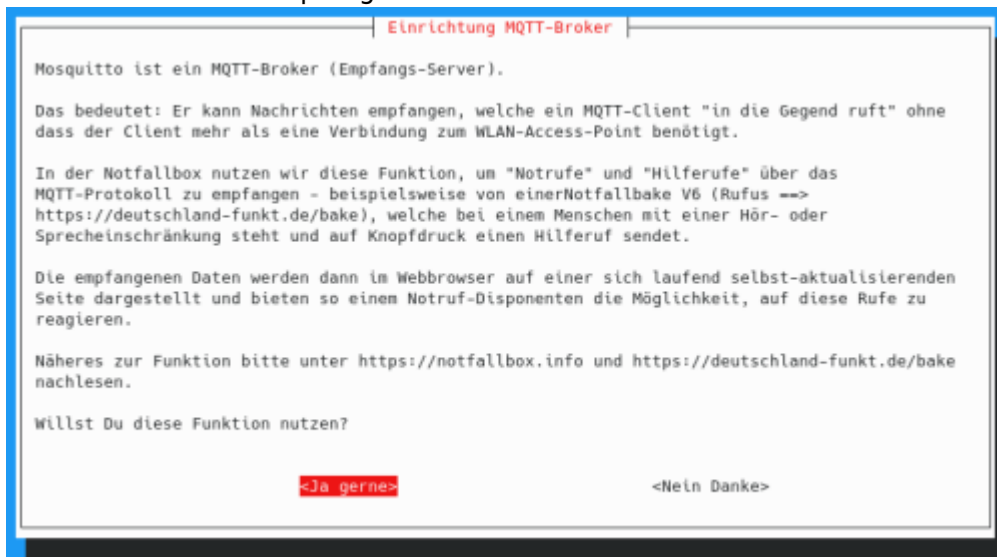 Einrichtung MQTT-Broker
Mosquitto ist ein MQTT-Broker (Empfangs-Server).
Das bedeutet: Er kann Nachrichten empfangen, welche ein MQTT-Client "in die Gegend ruft" ohne
dass der Client mehr als eine Verbindung zum WLAN-Access-Point benötigt.
In der Notfallbox nutzen wir diese Funktion, um "Notrufe" und "Hilferufe" über das
MQTT-Protokoll zu empfangen - beispielsweise von einerNotfallbake V6 (Rufus ==>
https://deutschland-funkt.de/bake), welche bei einem Menschen mit einer Hör- oder
Sprecheinschränkung steht und auf Knopfdruck einen Hilferuf sendet.
Die empfangenen Daten werden dann im Webbrowser auf einer sich laufend selbst-aktualisierenden
Seite dargestellt und bieten so einem Notruf-Disponenten die Möglichkeit, auf diese Rufe zu
reagieren.
Näheres zur Funktion bitte unter https://notfallbox.info und https://deutschland-funkt.de/bake
nachlesen.
Willst Du diese Funktion nutzen?
<Ja gerne> <Nein Danke>